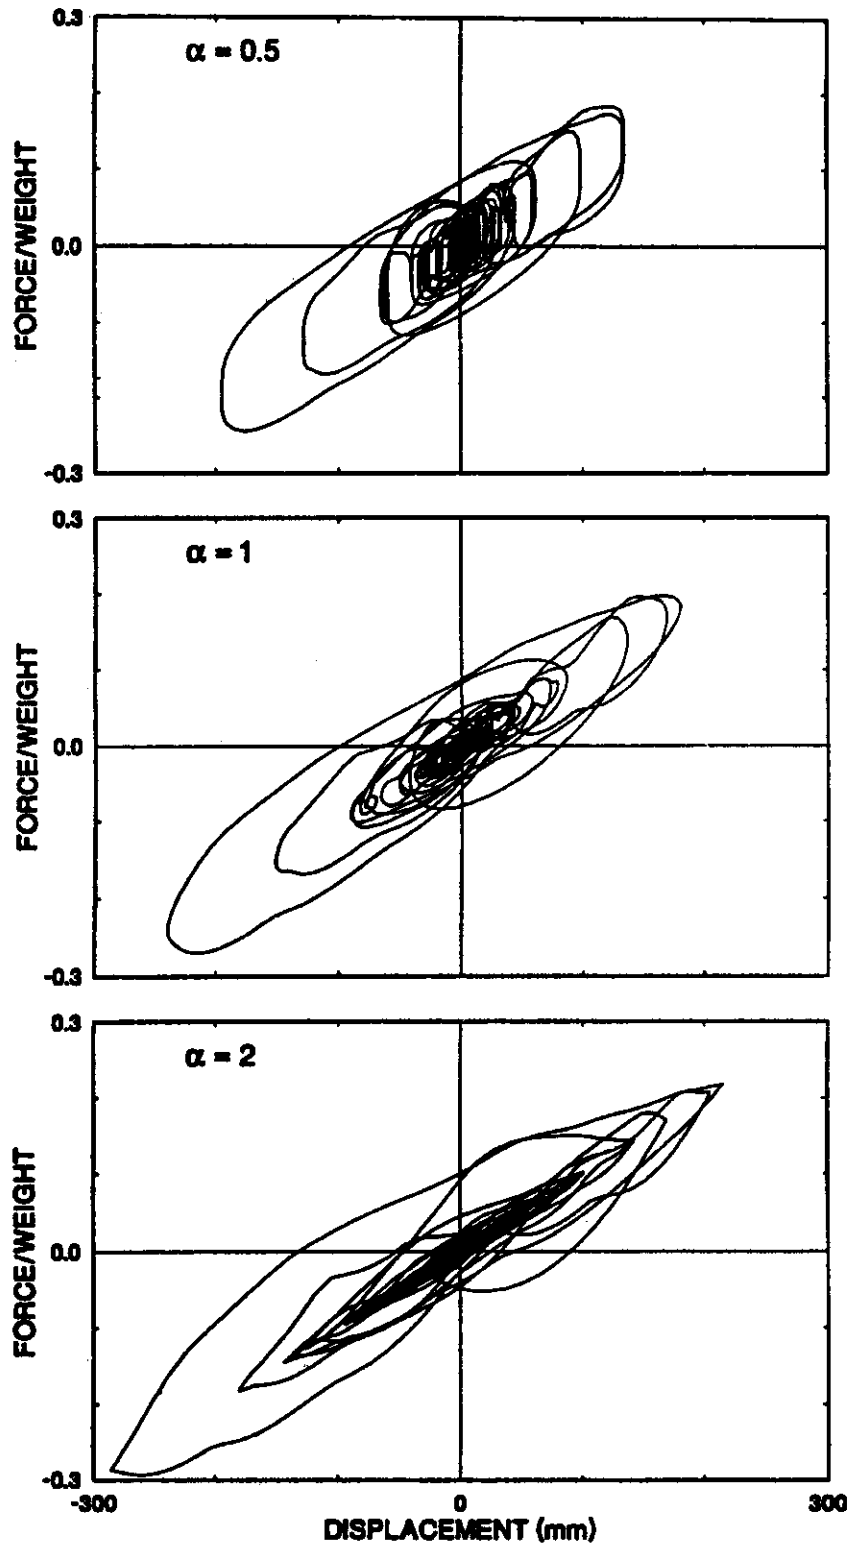 0.3
α = 0.5
FORCE/WEIGHT
0.0
-0.3
0.3
α = 1
FORCE/WEIGHT
0.0
-0.3
0.3
α = 2
FORCE/WEIGHT
0.0
-0.3
-300 0 300
DISPLACEMENT (mm)